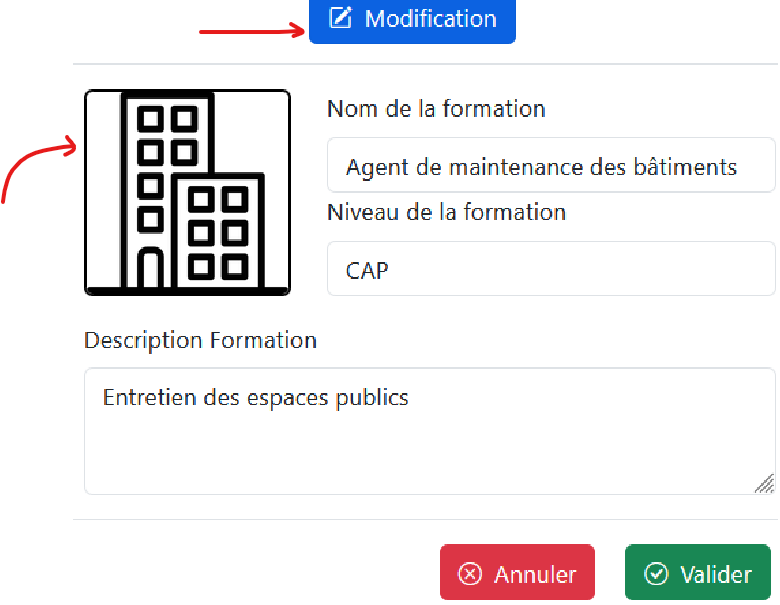 Modification
Nom de la formation
Agent de maintenance des bâtiments
Niveau de la formation
CAP
Description Formation
Entretien des espaces publics
Annuler
Valider